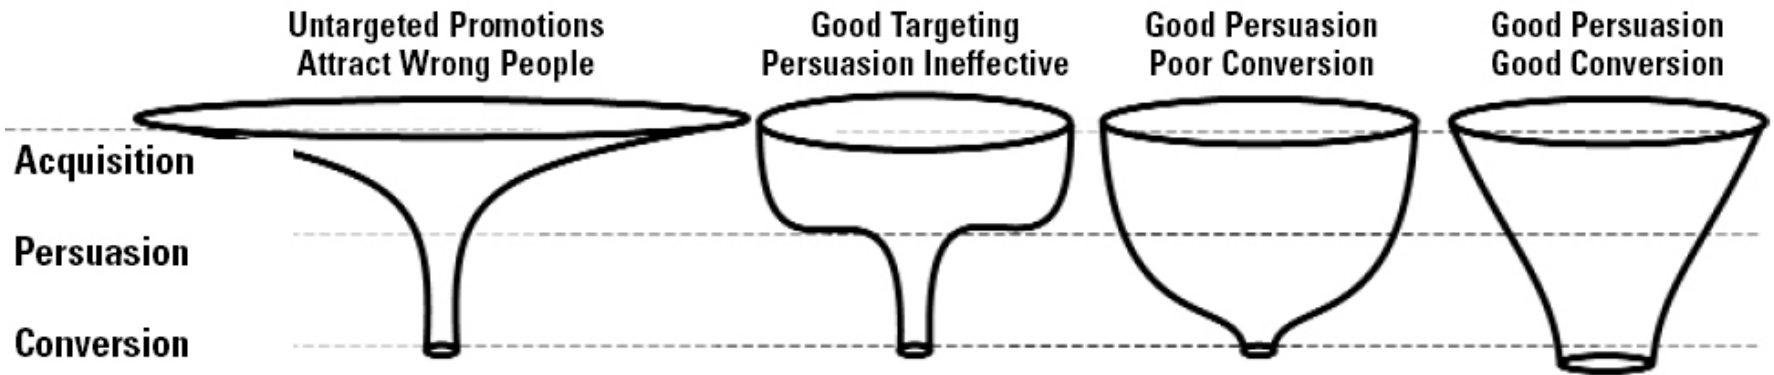 Untargeted Promotions
Attract Wrong People
Good Targeting
Persuasion Ineffective
Good Persuasion
Poor Conversion
Good Persuasion
Good Conversion
Acquisition
Persuasion
Conversion